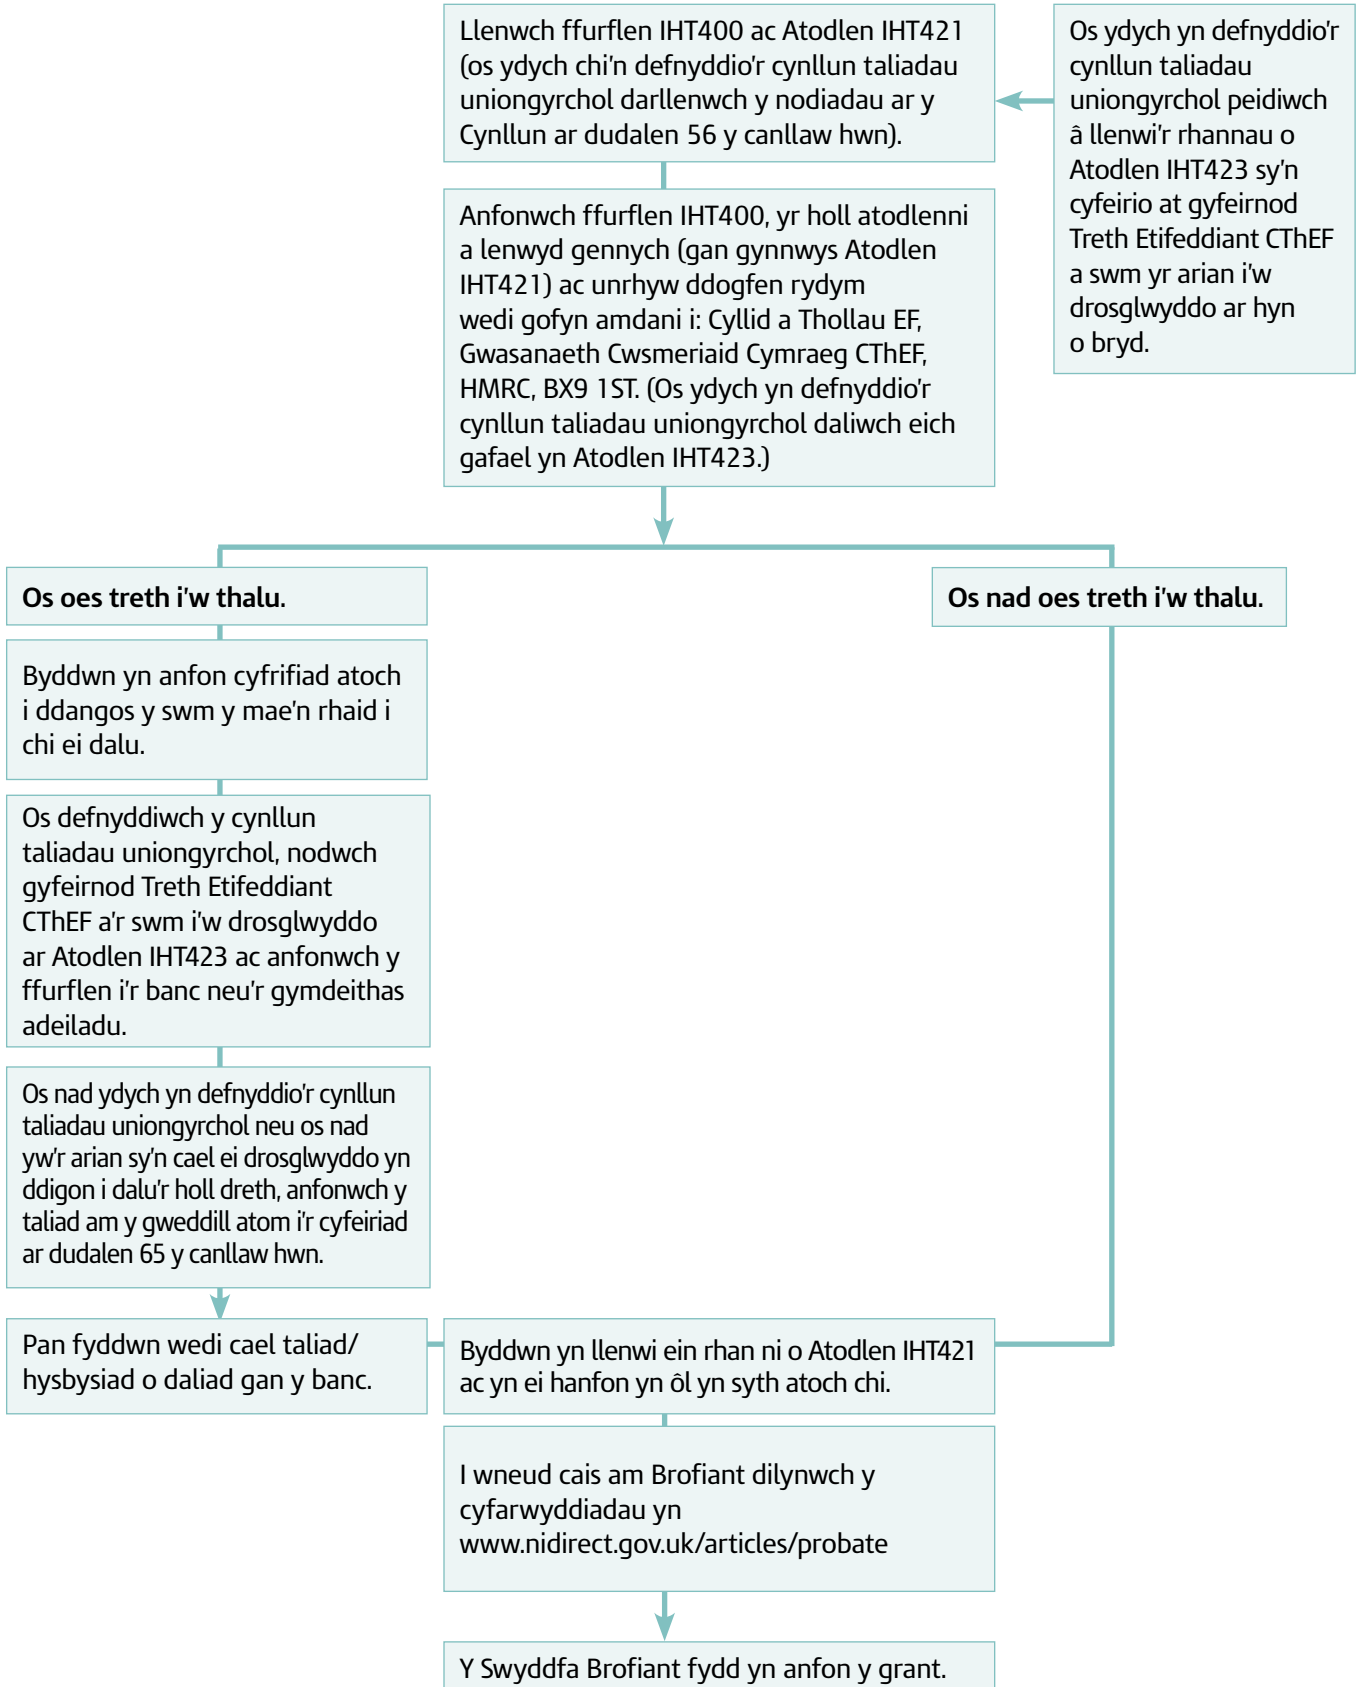 Llenwch ffurflen IHT400 ac Atodlen IHT421
(os ydych chi'n defnyddio'r cynllun taliadau
uniongyrchol darllenwch y nodiadau ar y
Cynllun ar dudalen 56 y canllaw hwn).
Os ydych yn defnyddio'r
cynllun taliadau
uniongyrchol peidiwch
â llenwi'r rhannau o
Atodlen IHT423 sy'n
cyfeirio at gyfeirnod
Treth Etifeddiant CThEF
a swm yr arian i'w
drosglwyddo ar hyn
o bryd.
Anfonwch ffurflen IHT400, yr holl atodlenni
a lenwyd gennych (gan gynnwys Atodlen
IHT421) ac unrhyw ddogfen rydym
wedi gofyn amdani i: Cyllid a Thollau EF,
Gwasanaeth Cwsmeriaid Cymraeg CThEF,
HMRC, BX9 1ST. (Os ydych yn defnyddio'r
cynllun taliadau uniongyrchol daliwch eich
gafael yn Atodlen IHT423.)
Os oes treth i'w thalu.
Os nad oes treth i'w thalu.
Byddwn yn anfon cyfrifiad atoch
i ddangos y swm y mae'n rhaid i
chi ei dalu.
Os defnyddiwch y cynllun
taliadau uniongyrchol, nodwch
gyfeirnod Treth Etifeddiant
CThEF a'r swm i'w drosglwyddo
ar Atodlen IHT423 ac anfonwch y
ffurflen i'r banc neu'r gymdeithas
adeiladu.
Os nad ydych yn defnyddio'r cynllun
taliadau uniongyrchol neu os nad
yw'r arian sy'n cael ei drosglwyddo yn
ddigon i dalu'r holl dreth, anfonwch y
taliad am y gweddill atom i'r cyfeiriad
ar dudalen 65 y canllaw hwn.
Pan fyddwn wedi cael taliad/
hysbysiad o daliad gan y banc.
Byddwn yn llenwi ein rhan ni o Atodlen IHT421
ac yn ei hanfon yn ôl yn syth atoch chi.
I wneud cais am Brofiant dilynwch y
cyfarwyddiadau yn
www.nidirect.gov.uk/articles/probate
Y Swyddfa Brofiant fydd yn anfon y grant.